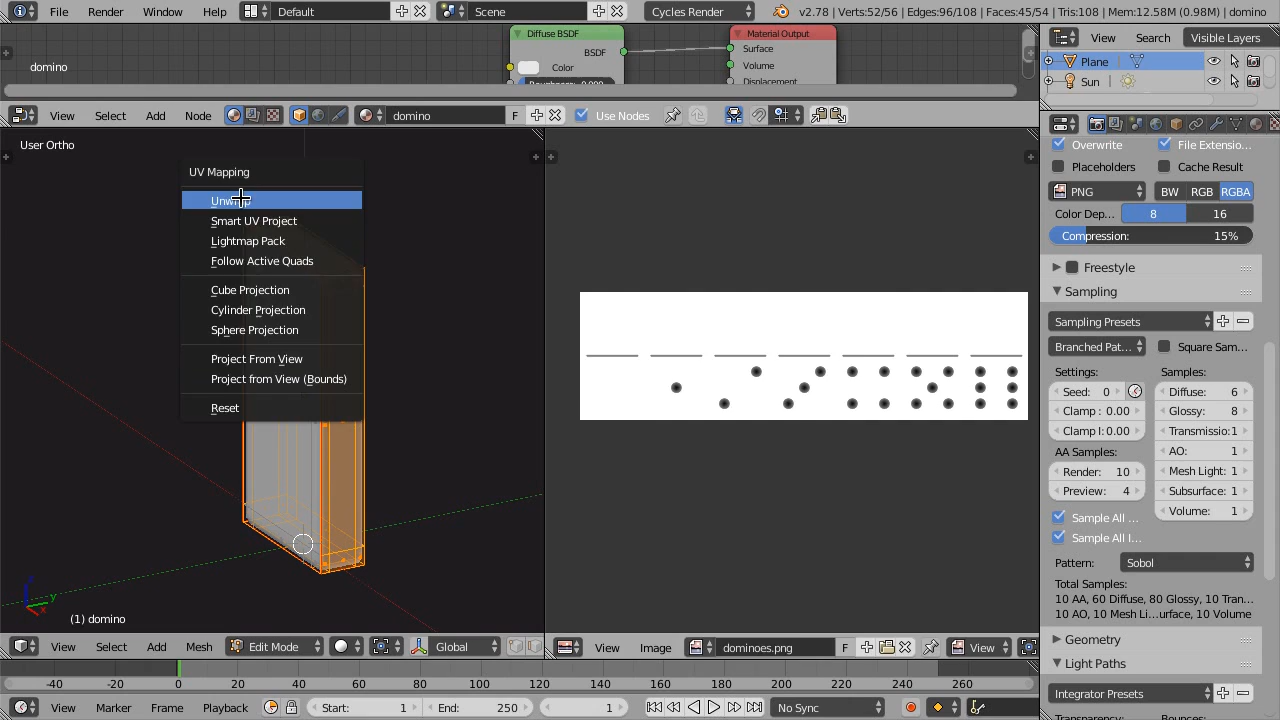 File Render Window Help Default Scene Cycles Render v2.78 | Verts:52/56 | Edges:96/108 | Faces:45/54 | Tris:108 | Mem:12.58M (0.98M) | domino
Diffuse BSDF
Material Output
View Search Visible Layers
BSDF
Surface
Color
Volume
domino
Displacement
Plane
Sun
View Select Add Node domino F Use Nodes
User Ortho
UV Mapping
Unwrap
Smart UV Project
Lightmap Pack
Follow Active Quads
Cube Projection
Cylinder Projection
Sphere Projection
Project From View
Project from View (Bounds)
Reset
Overwrite File Extensio...
Placeholders Cache Result
PNG BW RGB RGBA
Color Dep... 8 16
Compression: 15%
Freestyle
Sampling
Sampling Presets
Branched Pat... Square Sam...
Settings: Samples:
Seed: 0 Diffuse: 6
Clamp : 0.00 Glossy: 8
Clamp I: 0.00 Transmissio: 1
AA Samples: AO: 1
Render: 10 Mesh Light: 1
Preview: 4 Subsurface: 1
Sample All ... Volume: 1
Sample All I...
Pattern: Sobol
Total Samples:
10 AA, 60 Diffuse, 80 Glossy, 10 Tran...
10 AO, 10 Mesh Li...urface, 10 Volume
Geometry
Light Paths
Integrator Presets
z
y
x
(1) domino
View Select Add Mesh Edit Mode Global
View Image dominoes.png F View
-40 -20 0 20 40 60 80 100 120 140 160 180 200 220 240 260
View Marker Frame Playback Start: 1 End: 250 1 No Sync